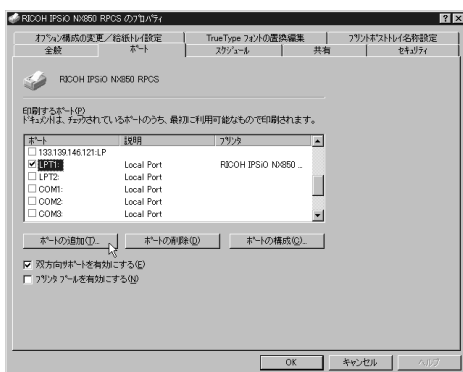 RICOH IPSiO NX850 RPCS のプロパティ
オプション構成の変更／給紙トレイ設定 TrueType フォントの置換編集 プリントポストトレイ名称設定
全般 ポート スケジュール 共有 セキュリティ
RICOH IPSiO NX850 RPCS
印刷するポート(P)
ドキュメントは、チェックされているポートのうち、最初に利用可能なもので印刷されます。
ポート 説明 プリンタ
133.139.146.121:LP
LPT1: Local Port RICOH IPSiO NX850 ...
LPT2: Local Port
COM1: Local Port
COM2: Local Port
COM3: Local Port
ポートの追加(T)... ポートの削除(D) ポートの構成(C)...
双方向サポートを有効にする(E)
プリンタ プールを有効にする(N)
OK キャンセル ヘルプ